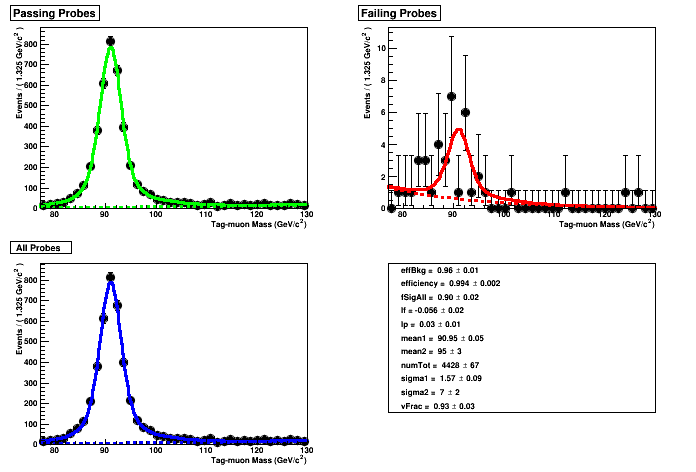 Passing Probes
Events / ( 1.325 GeV/c² )
800
700
600
500
400
300
200
100
0
80 90 100 110 120 130
Tag-muon Mass (GeV/c²)
Failing Probes
Events / ( 1.325 GeV/c² )
10
8
6
4
2
0
80 90 100 110 120 130
Tag-muon Mass (GeV/c²)
All Probes
Events / ( 1.325 GeV/c² )
800
700
600
500
400
300
200
100
0
80 90 100 110 120 130
Tag-muon Mass (GeV/c²)
effBkg = 0.96 ± 0.01
efficiency = 0.994 ± 0.002
fSigAll = 0.90 ± 0.02
lf = -0.056 ± 0.02
lp = 0.03 ± 0.01
mean1 = 90.95 ± 0.05
mean2 = 95 ± 3
numTot = 4428 ± 67
sigma1 = 1.57 ± 0.09
sigma2 = 7 ± 2
vFrac = 0.93 ± 0.03